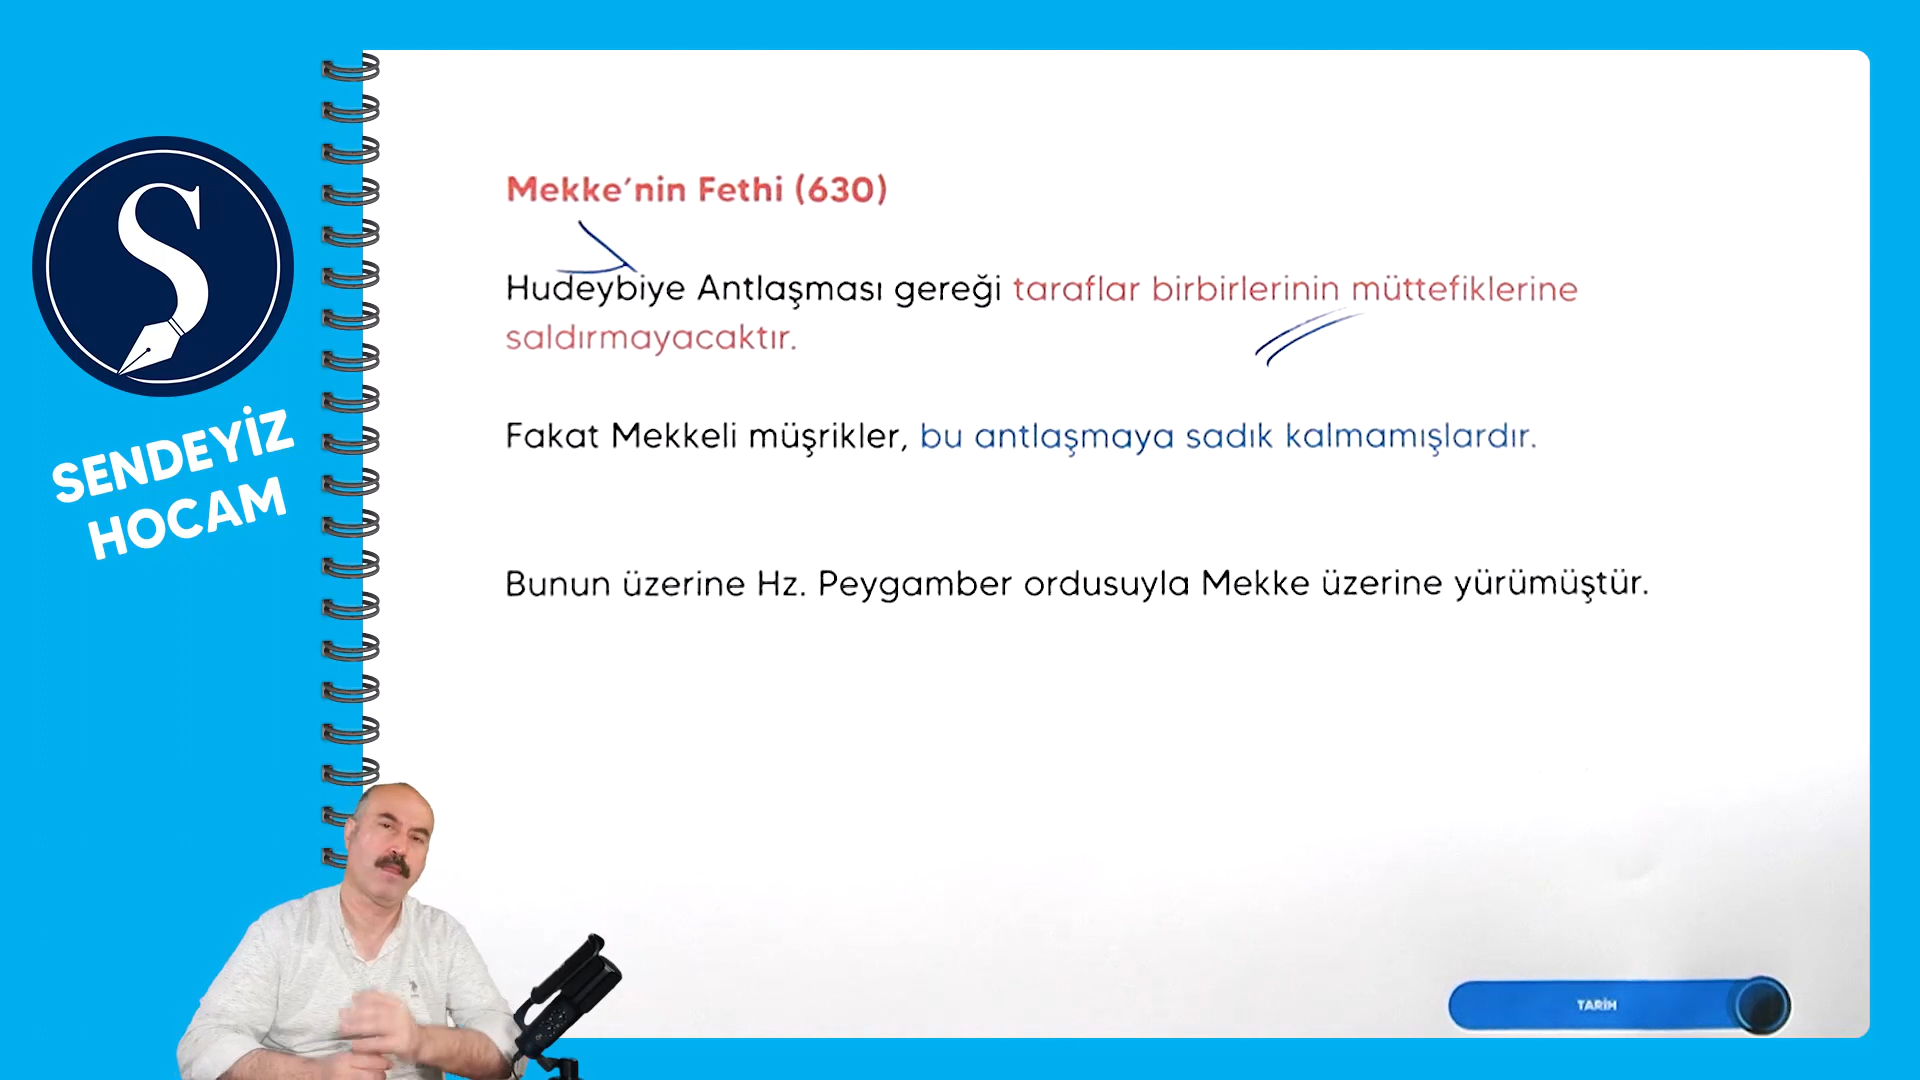 SENDEYİZ
HOCAM
Mekke'nin Fethi (630)
Hudeybiye Antlaşması gereği taraflar birbirlerinin müttefiklerine
saldırmayacaktır.
Fakat Mekkeli müşrikler, bu antlaşmaya sadık kalmamışlardır.
Bunun üzerine Hz. Peygamber ordusuyla Mekke üzerine yürümüştür.
TARİH